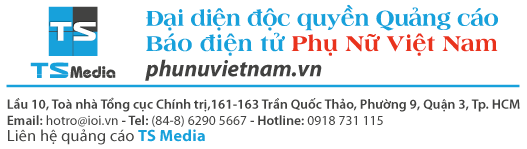 TS
TS Media
Đại diện độc quyền Quảng cáo
Báo điện tử Phụ Nữ Việt Nam
phunuvietnam.vn
Lầu 10, Toà nhà Tổng cục Chính trị,161-163 Trần Quốc Thảo, Phường 9, Quận 3, Tp. HCM
Email: hotro@ioi.vn - Tel: (84-8) 6290 5667 - Hotline: 0918 731 115
Liên hệ quảng cáo TS Media